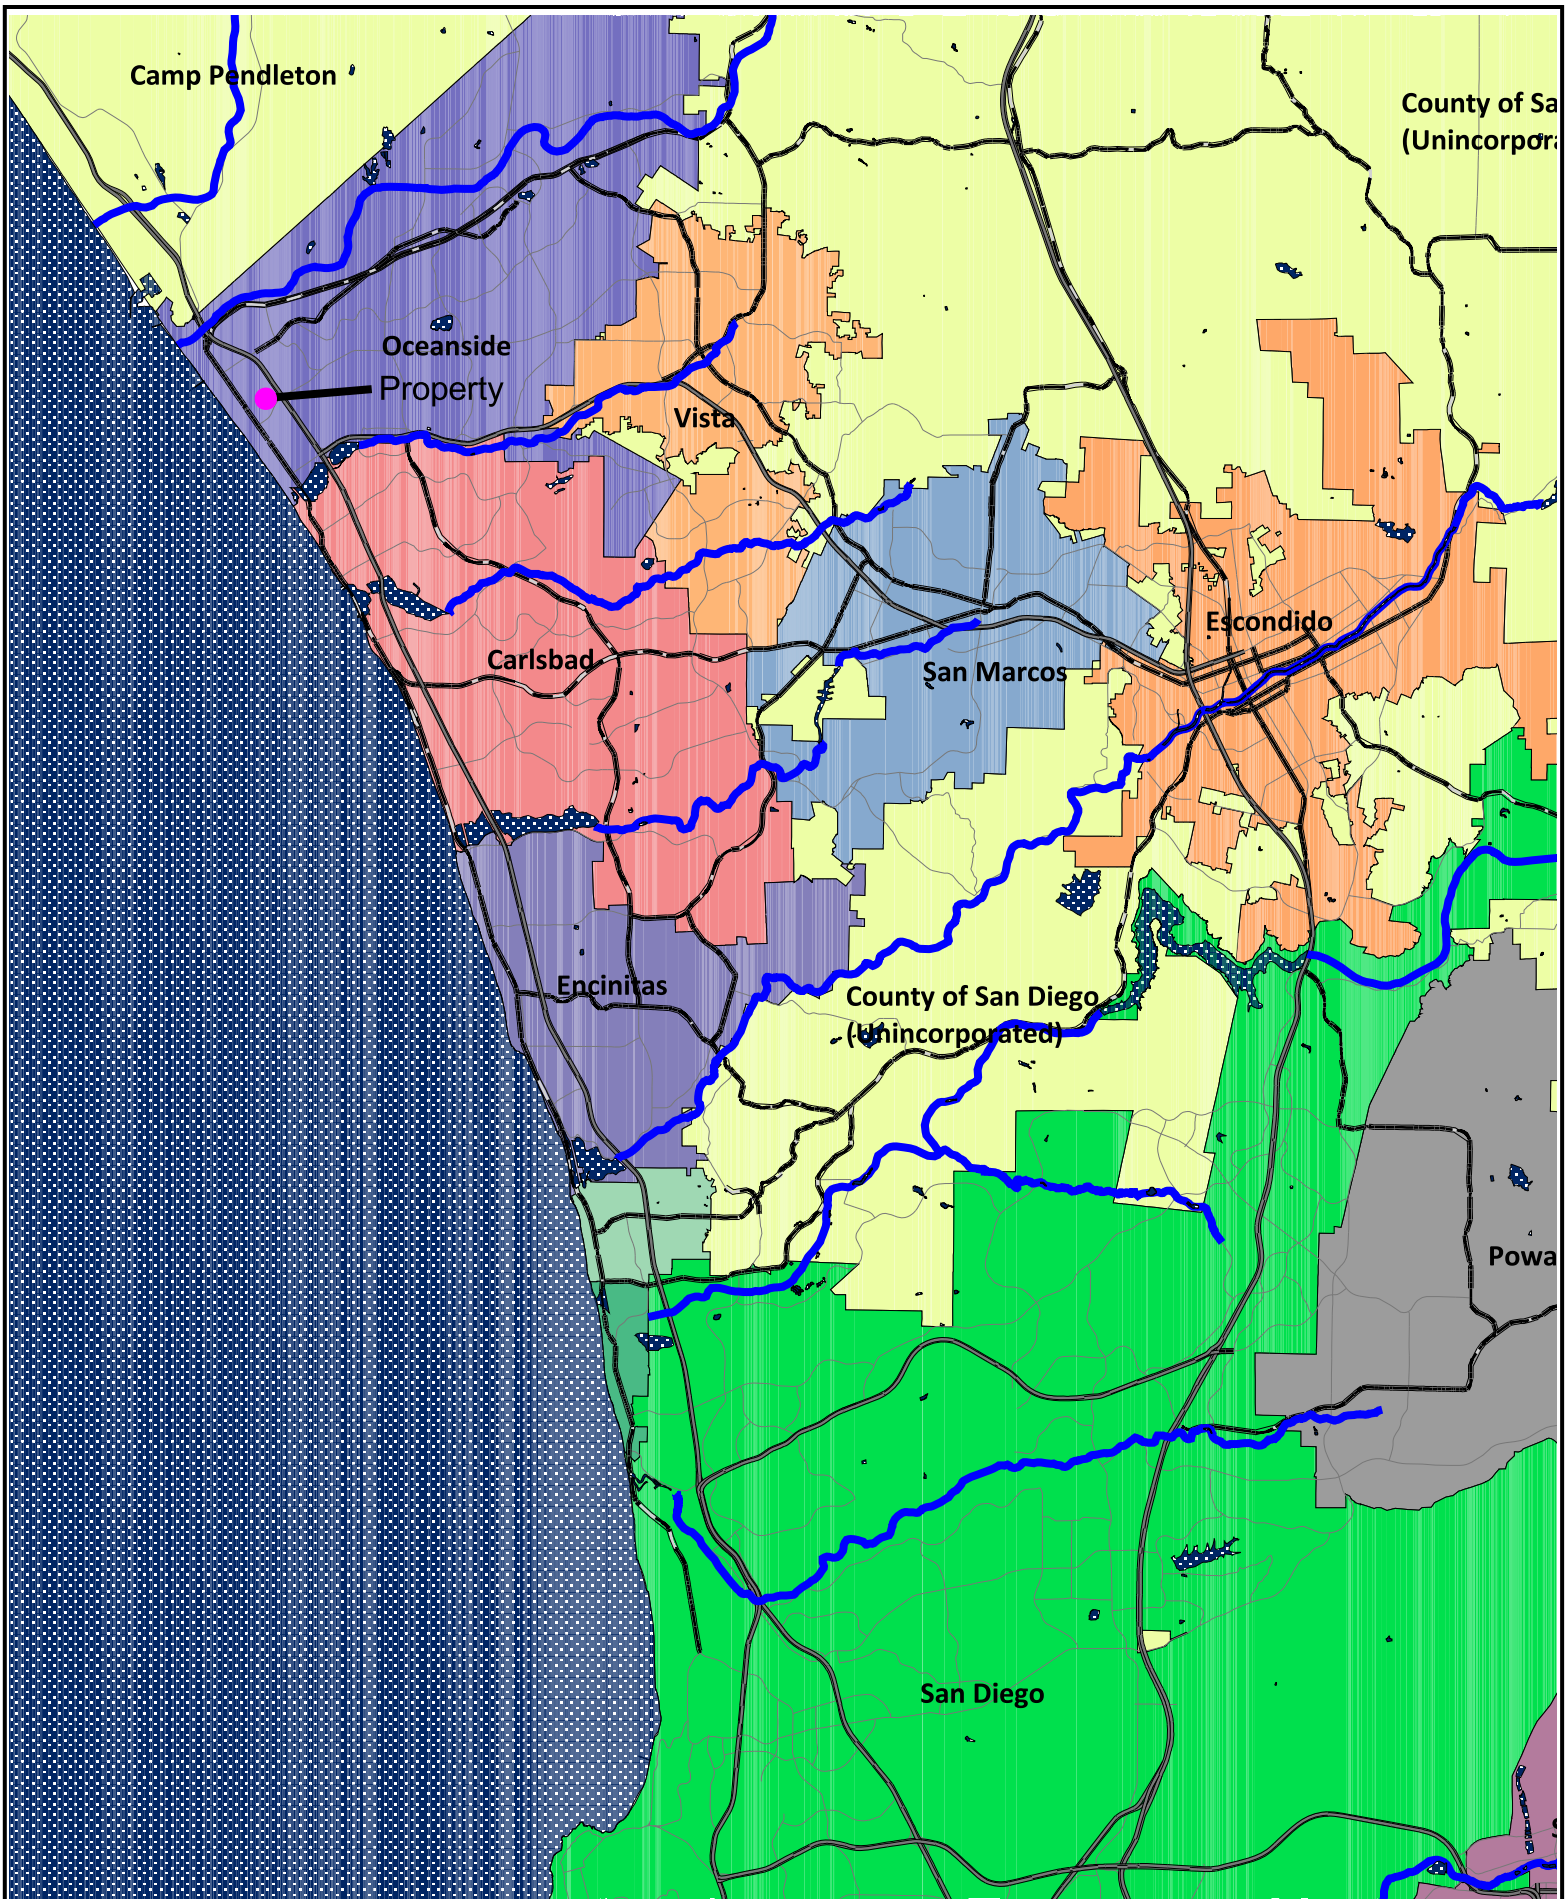 Camp Pendleton
County of Sa
(Unincorpora
Oceanside
Property
Vista
Escondido
Carlsbad
San Marcos
Encinitas
County of San Diego
(Unincorporated)
Powa
San Diego
S